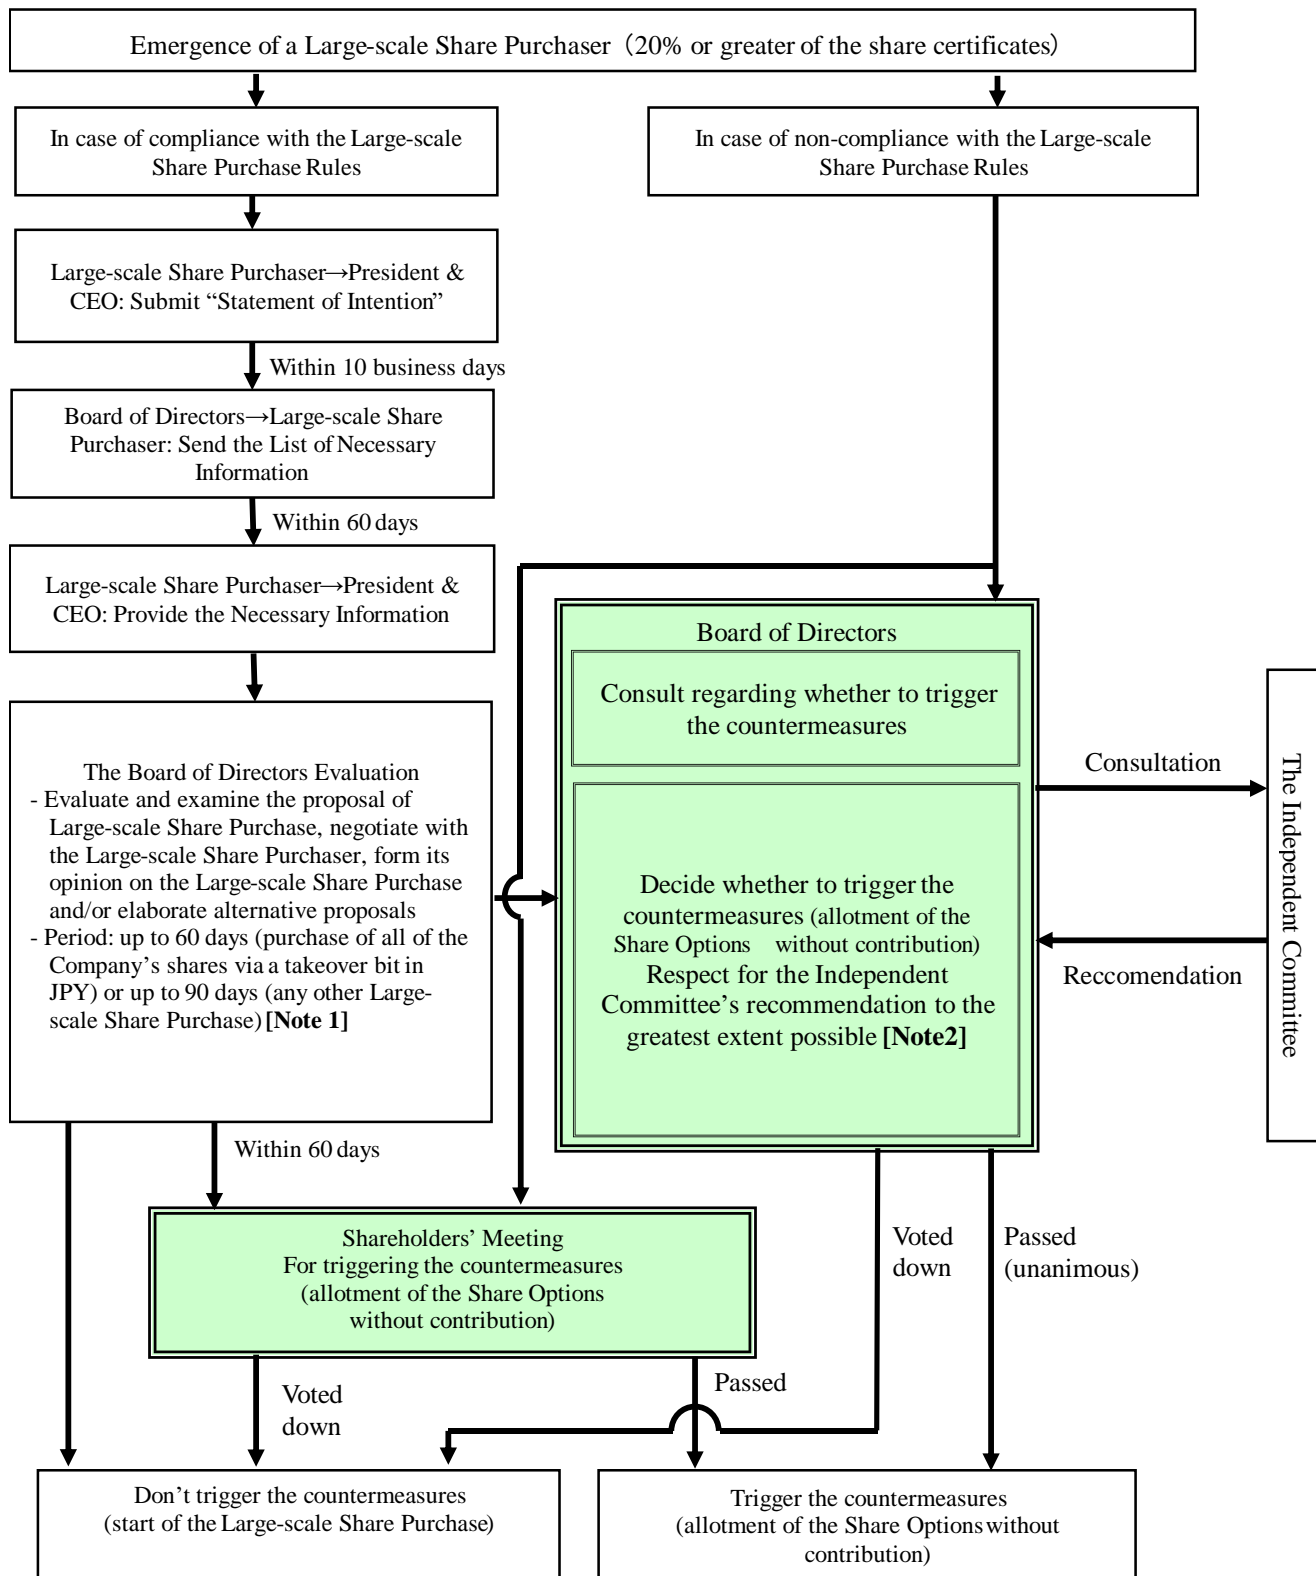 Emergence of a Large-scale Share Purchaser（20% or greater of the share certificates）
In case of compliance with the Large-scale
Share Purchase Rules
In case of non-compliance with the Large-scale
Share Purchase Rules
Large-scale Share Purchaser→President &
CEO: Submit “Statement of Intention”
Within 10 business days
Board of Directors→Large-scale Share
Purchaser: Send the List of Necessary
Information
Within 60 days
Large-scale Share Purchaser→President &
CEO: Provide the Necessary Information
The Board of Directors Evaluation
- Evaluate and examine the proposal of
Large-scale Share Purchase, negotiate with
the Large-scale Share Purchaser, form its
opinion on the Large-scale Share Purchase
and/or elaborate alternative proposals
- Period: up to 60 days (purchase of all of the
Company’s shares via a takeover bit in
JPY) or up to 90 days (any other Large-
scale Share Purchase) [Note 1]
Board of Directors
Consult regarding whether to trigger
the countermeasures
Decide whether to trigger the
countermeasures (allotment of the
Share Options without contribution)
Respect for the Independent
Committee’s recommendation to the
greatest extent possible [Note2]
Consultation
Reccomendation
The Independent Committee
Within 60 days
Shareholders’ Meeting
For triggering the countermeasures
(allotment of the Share Options
without contribution)
Voted
down
Passed
(unanimous)
Voted
down
Passed
Don’t trigger the countermeasures
(start of the Large-scale Share Purchase)
Trigger the countermeasures
(allotment of the Share Options without
contribution)